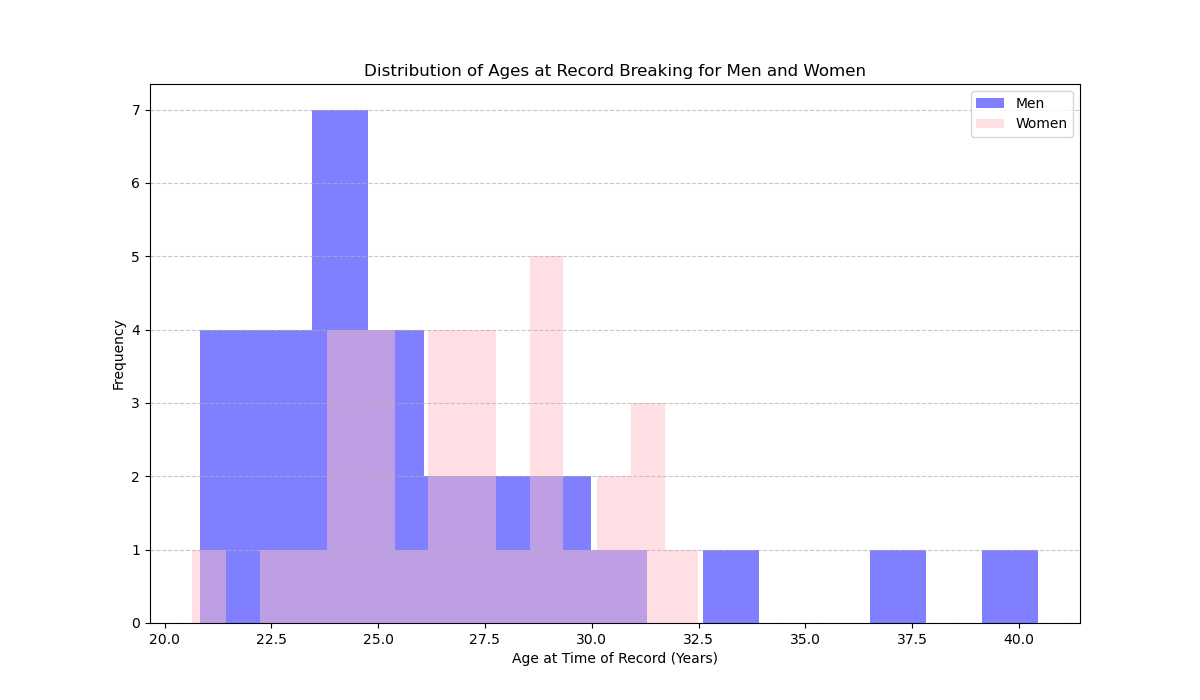 Distribution of Ages at Record Breaking for Men and Women
Men
Women
Frequency
7
6
5
4
3
2
1
0
20.0 22.5 25.0 27.5 30.0 32.5 35.0 37.5 40.0
Age at Time of Record (Years)